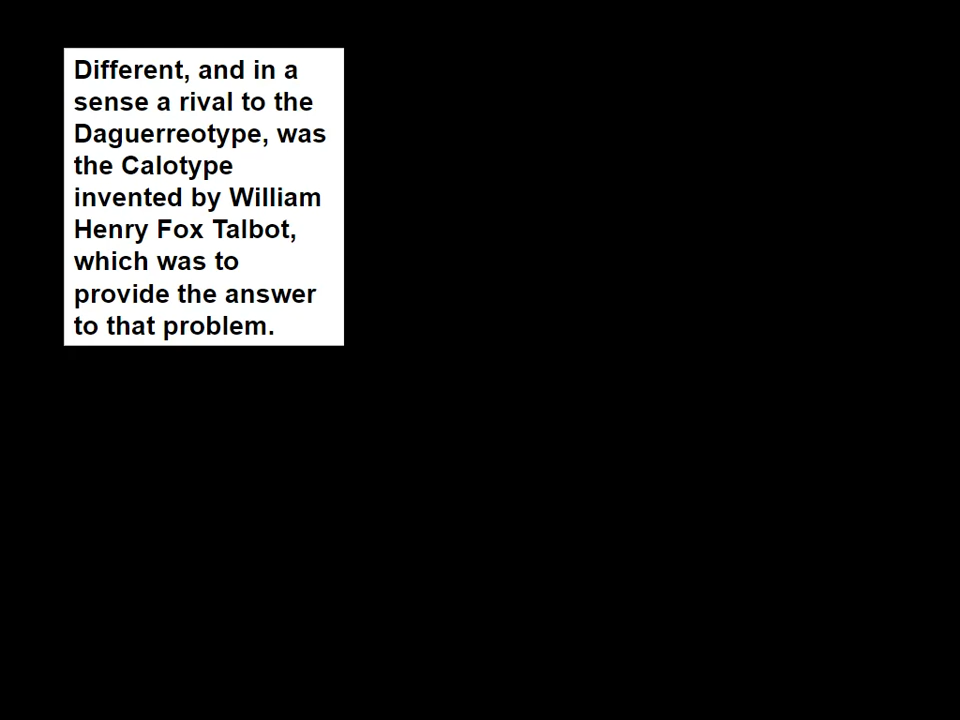 Different, and in a
sense a rival to the
Daguerreotype, was
the Calotype
invented by William
Henry Fox Talbot,
which was to
provide the answer
to that problem.